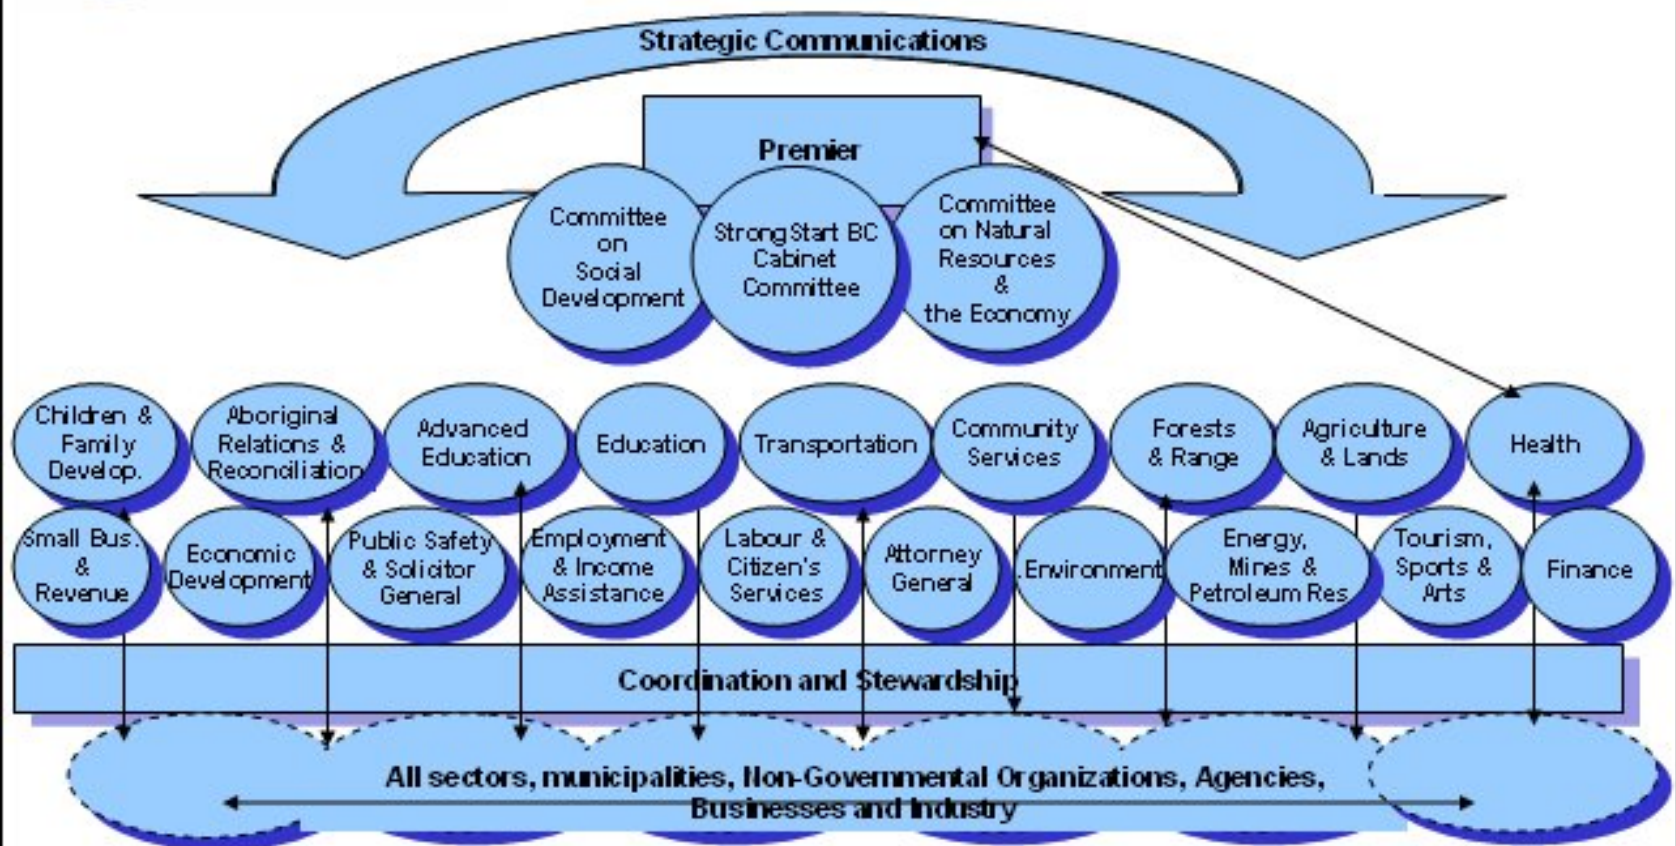 Strategic Communications
Premier
Committee
on
Social
Development
StrongStart BC
Cabinet
Committee
Committee
on Natural
Resources
&
the Economy
Children &
Family
Develop.
Aboriginal
Relations &
Reconciliation
Advanced
Education
Education
Transportation
Community
Services
Forests
& Range
Agriculture
& Lands
Health
Small Bus.
&
Revenue
Economic
Development
Public Safety
& Solicitor
General
Employment
& Income
Assistance
Labour &
Citizen's
Services
Attorney
General
.Environment
Energy,
Mines &
Petroleum Res.
Tourism,
Sports &
Arts
Finance
Coordination and Stewardship
All sectors, municipalities, Non-Governmental Organizations, Agencies,
Businesses and Industry